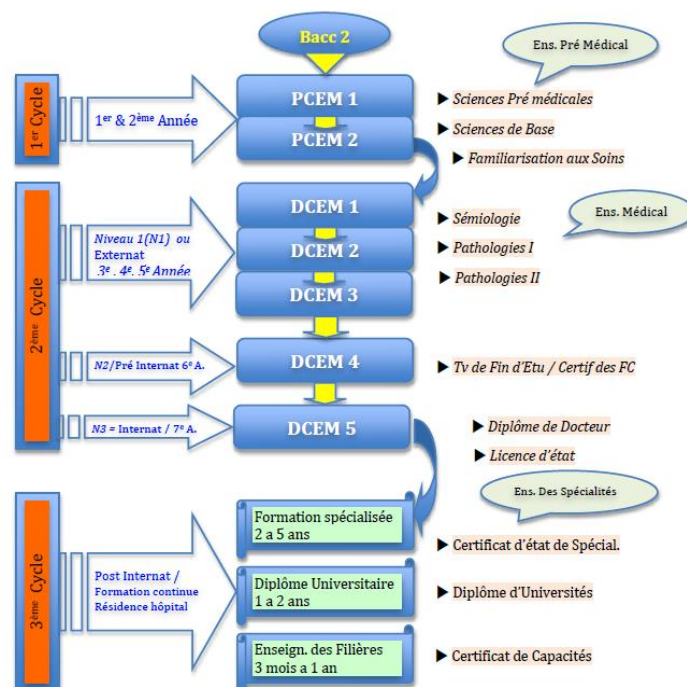 Bacc 2
Ens. Pré Médical
1er Cycle
1er & 2ème Année
PCEM 1
PCEM 2
▶ Sciences Pré médicales
▶ Sciences de Base
▶ Familiarisation aux Soins
2ème Cycle
Niveau 1(N1) ou
Externat
3e . 4e. 5e Année
DCEM 1
DCEM 2
DCEM 3
Ens. Médical
▶ Sémiologie
▶ Pathologies I
▶ Pathologies II
N2/Pré Internat 6e A.
DCEM 4
▶ Tv de Fin d'Etu / Certif des FC
N3 = Internat / 7e A.
DCEM 5
▶ Diplôme de Docteur
▶ Licence d'état
Ens. Des Spécialités
3ème Cycle
Post Internat /
Formation continue
Résidence hôpital
Formation spécialisée
2 a 5 ans
▶ Certificat d'état de Spécial.
Diplôme Universitaire
1 a 2 ans
▶ Diplôme d'Universités
Enseign. des Filières
3 mois a 1 an
▶ Certificat de Capacités